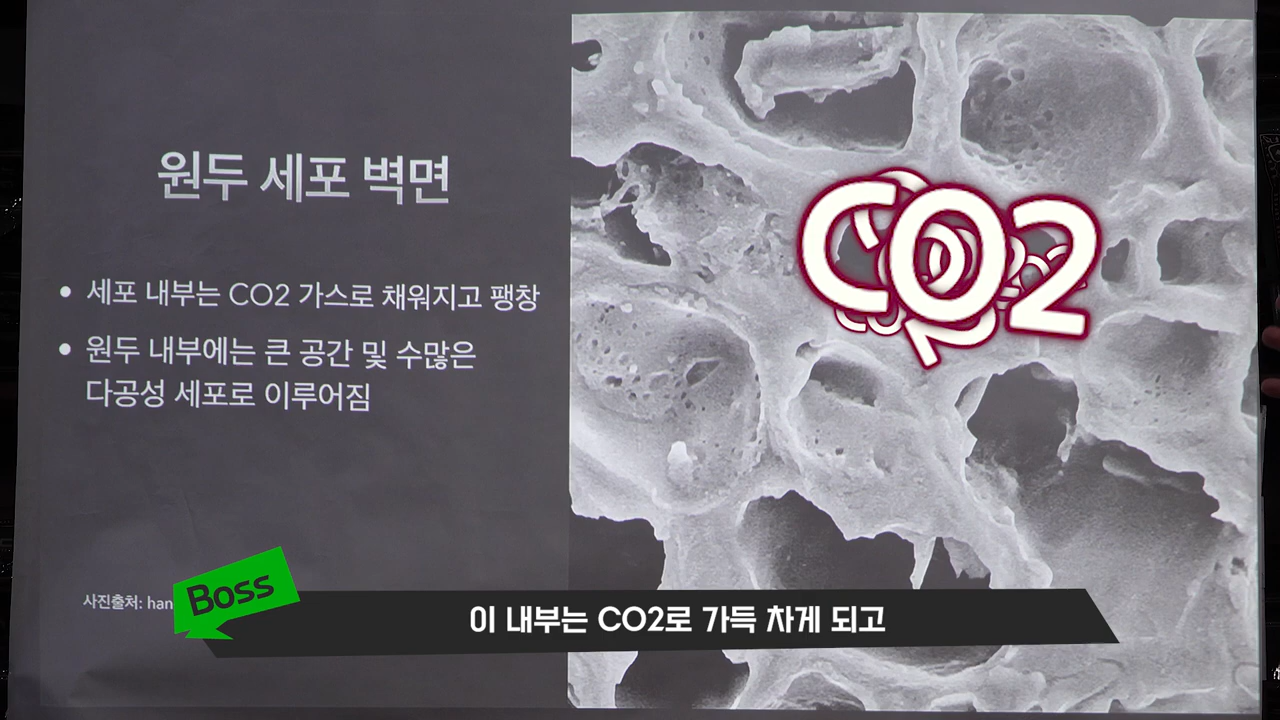 원두 세포 벽면
• 세포 내부는 CO2 가스로 채워지고 팽창
• 원두 내부에는 큰 공간 및 수많은
다공성 세포로 이루어짐
CO2
사진출처: han
Boss
이 내부는 CO2로 가득 차게 되고